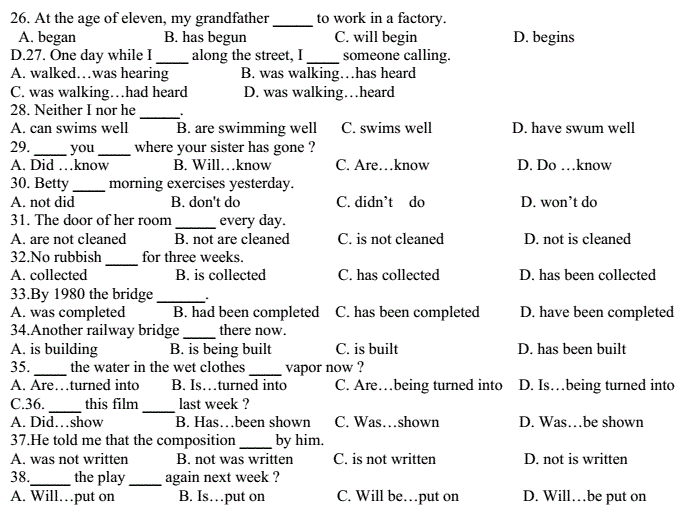 26. At the age of eleven, my grandfather _____ to work in a factory.
A. began B. has begun C. will begin D. begins
D.27. One day while I ____ along the street, I ____ someone calling.
A. walked…was hearing B. was walking…has heard
C. was walking…had heard D. was walking…heard
28. Neither I nor he _____.
A. can swims well B. are swimming well C. swims well D. have swum well
29. ____ you ____ where your sister has gone ?
A. Did …know B. Will…know C. Are…know D. Do …know
30. Betty ____ morning exercises yesterday.
A. not did B. don't do C. didn’t do D. won’t do
31. The door of her room _____ every day.
A. are not cleaned B. not are cleaned C. is not cleaned D. not is cleaned
32.No rubbish ____ for three weeks.
A. collected B. is collected C. has collected D. has been collected
33.By 1980 the bridge ______.
A. was completed B. had been completed C. has been completed D. have been completed
34.Another railway bridge ____ there now.
A. is building B. is being built C. is built D. has been built
35. ____ the water in the wet clothes ____ vapor now ?
A. Are…turned into B. Is…turned into C. Are…being turned into D. Is…being turned into
C.36. ____ this film ____ last week ?
A. Did…show B. Has…been shown C. Was…shown D. Was…be shown
37.He told me that the composition ____ by him.
A. was not written B. not was written C. is not written D. not is written
38._____ the play ____ again next week ?
A. Will…put on B. Is…put on C. Will be…put on D. Will…be put on